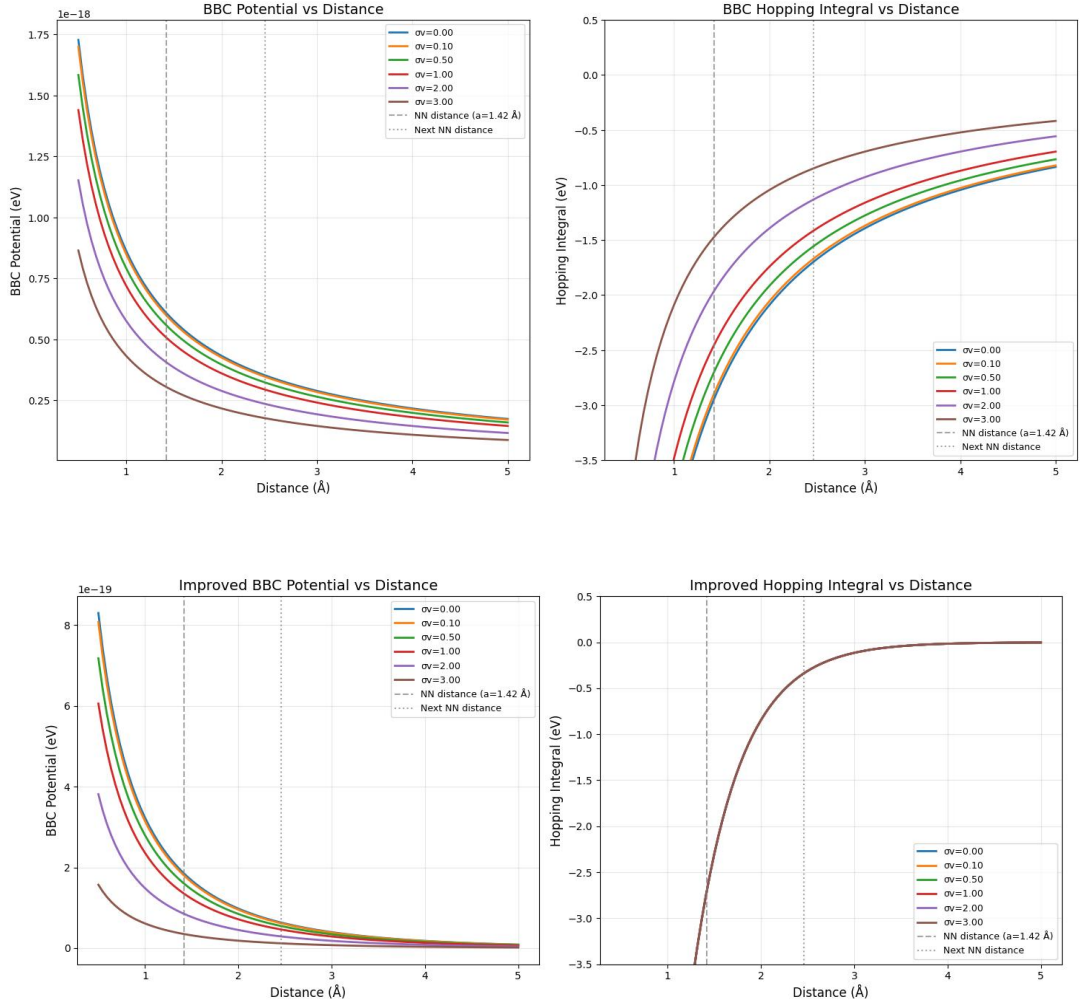 BBC Potential vs Distance
1e−18
1.75
1.50
1.25
1.00
0.75
0.50
0.25
BBC Potential (eV)
1
2
3
4
5
Distance (Å)
σv=0.00
σv=0.10
σv=0.50
σv=1.00
σv=2.00
σv=3.00
NN distance (a=1.42 Å)
Next NN distance
BBC Hopping Integral vs Distance
0.5
0.0
−0.5
−1.0
−1.5
−2.0
−2.5
−3.0
−3.5
Hopping Integral (eV)
1
2
3
4
5
Distance (Å)
σv=0.00
σv=0.10
σv=0.50
σv=1.00
σv=2.00
σv=3.00
NN distance (a=1.42 Å)
Next NN distance
Improved BBC Potential vs Distance
1e−19
8
6
4
2
0
BBC Potential (eV)
1
2
3
4
5
Distance (Å)
σv=0.00
σv=0.10
σv=0.50
σv=1.00
σv=2.00
σv=3.00
NN distance (a=1.42 Å)
Next NN distance
Improved Hopping Integral vs Distance
0.5
0.0
−0.5
−1.0
−1.5
−2.0
−2.5
−3.0
−3.5
Hopping Integral (eV)
1
2
3
4
5
Distance (Å)
σv=0.00
σv=0.10
σv=0.50
σv=1.00
σv=2.00
σv=3.00
NN distance (a=1.42 Å)
Next NN distance